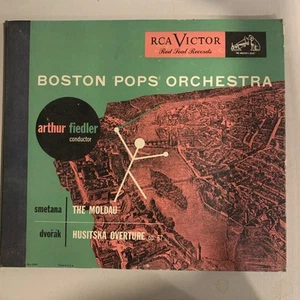 RCA VICTOR
Red Seal Records
BOSTON POPS ORCHESTRA
arthur fiedler
conductor
smetana THE MOLDAU
dvořák HUSITSKA OVERTURE